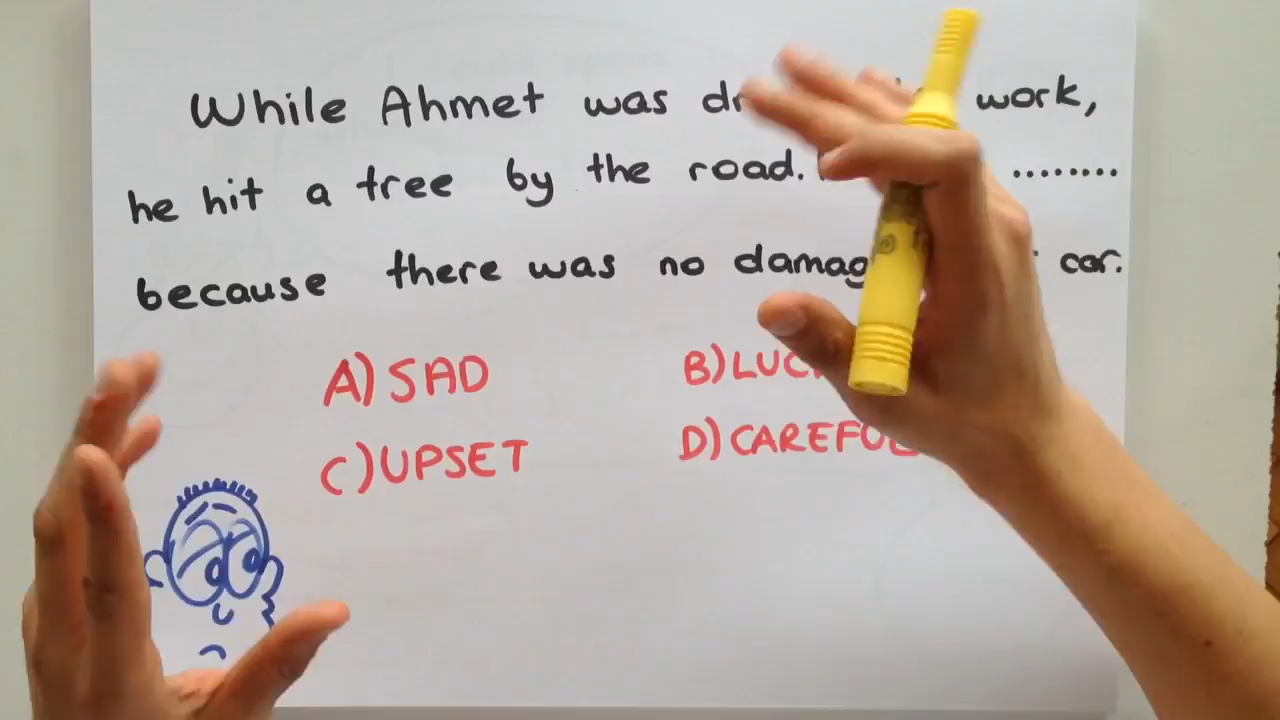 While Ahmet was work,
he hit a tree by the road. ........
because there was no car.
A) SAD
B)
C) UPSET
D)